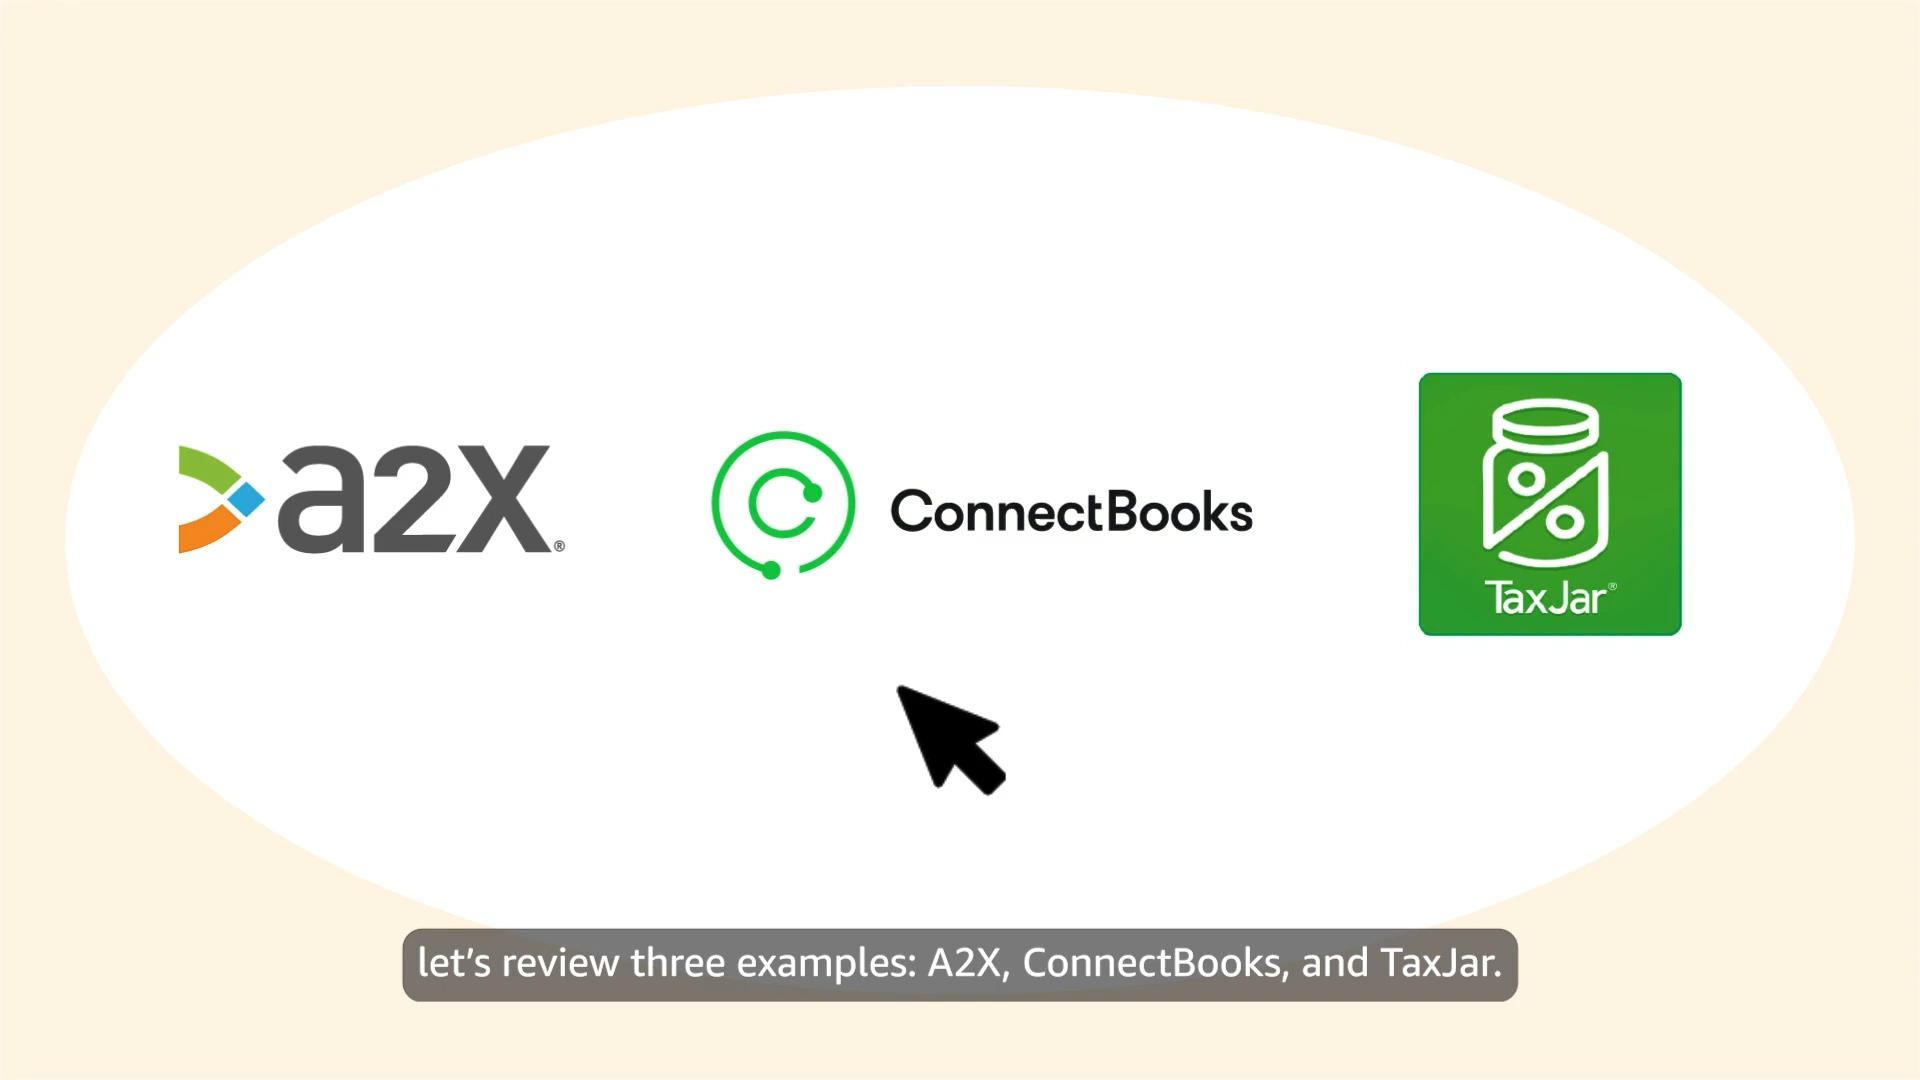 a2X®
ConnectBooks
TaxJar®
let’s review three examples: A2X, ConnectBooks, and TaxJar.